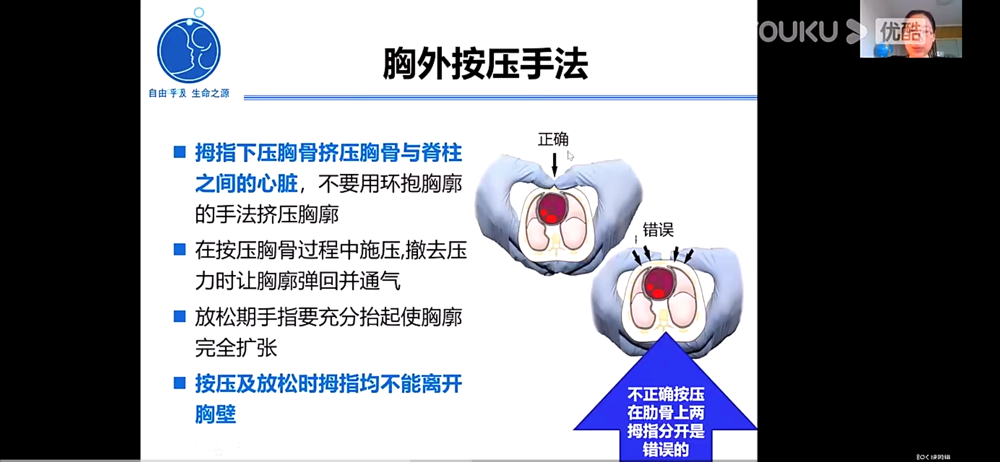 OUKU
优酷
胸外按压手法
自由呼及 生命之源
正确
拇指下压胸骨挤压胸骨与脊柱
之间的心脏，不要用环抱胸廓
的手法挤压胸廓
错误
在按压胸骨过程中施压,撤去压
力时让胸廓弹回并通气
放松期手指要充分抬起使胸廓
完全扩张
按压及放松时拇指均不能离开
胸壁
不正确按压
在肋骨上两
拇指分开是
错误的